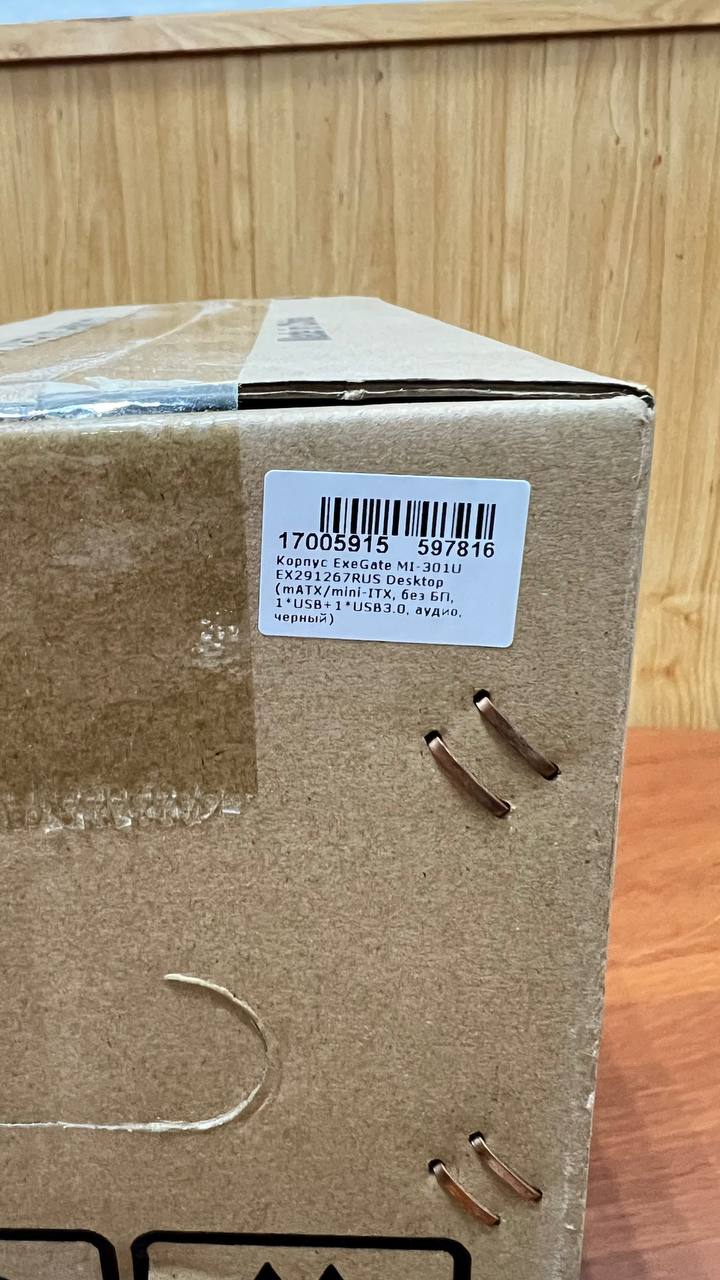 17005915 597816
Корпус ExeGate MI-301U
EX291267RUS Desktop
(mATX/mini-ITX, без БП,
1*USB+1*USB3.0, аудио,
черный)